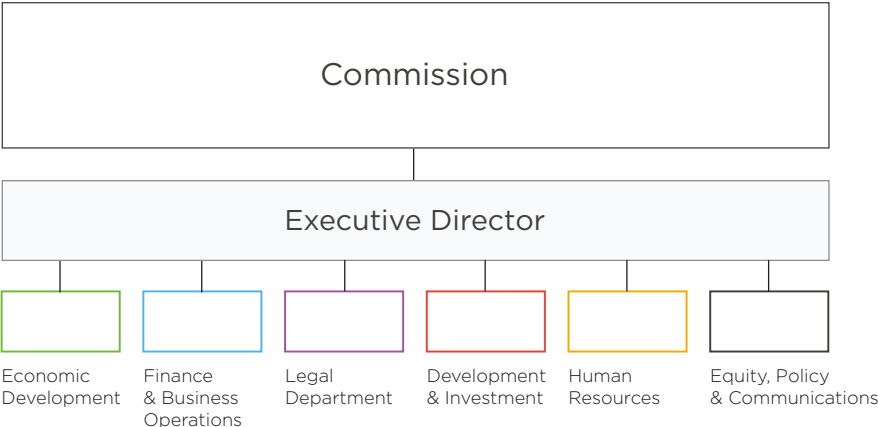 Commission
Executive Director
Economic
Development
Finance
& Business
Operations
Legal
Department
Development
& Investment
Human
Resources
Equity, Policy
& Communications